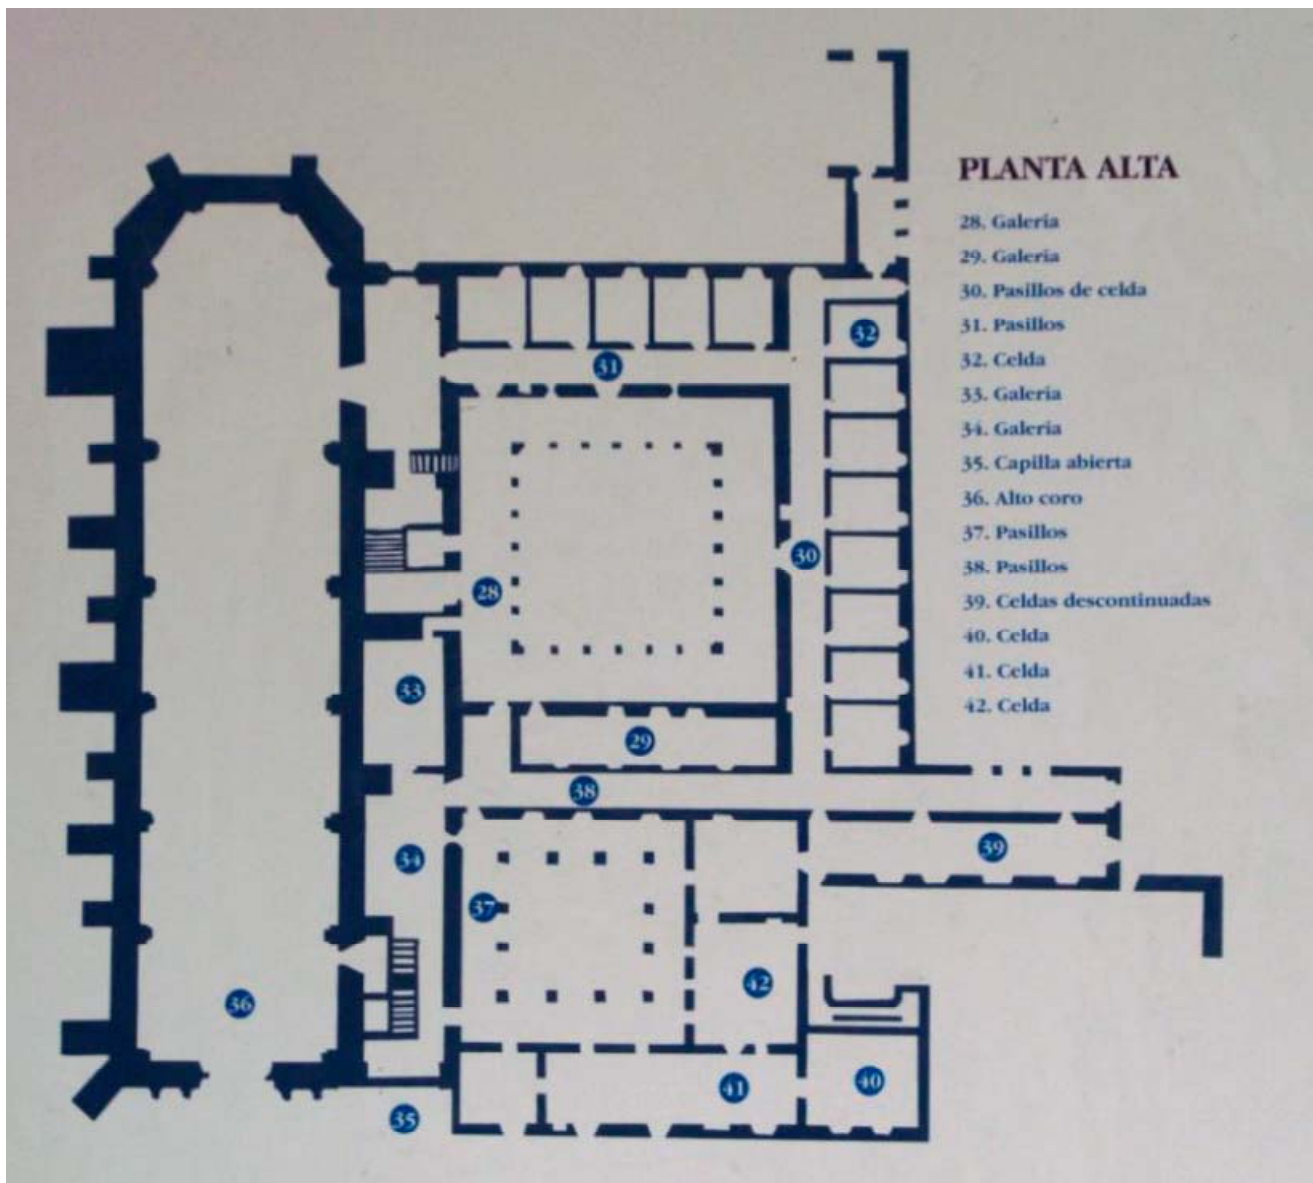 PLANTA ALTA
28. Galería
29. Galería
30. Pasillos de celda
31. Pasillos
32. Celda
33. Galería
34. Galería
35. Capilla abierta
36. Alto coro
37. Pasillos
38. Pasillos
39. Celdas descontinuadas
40. Celda
41. Celda
42. Celda
32
31
30
28
33
29
38
34
39
37
42
36
41
40
35